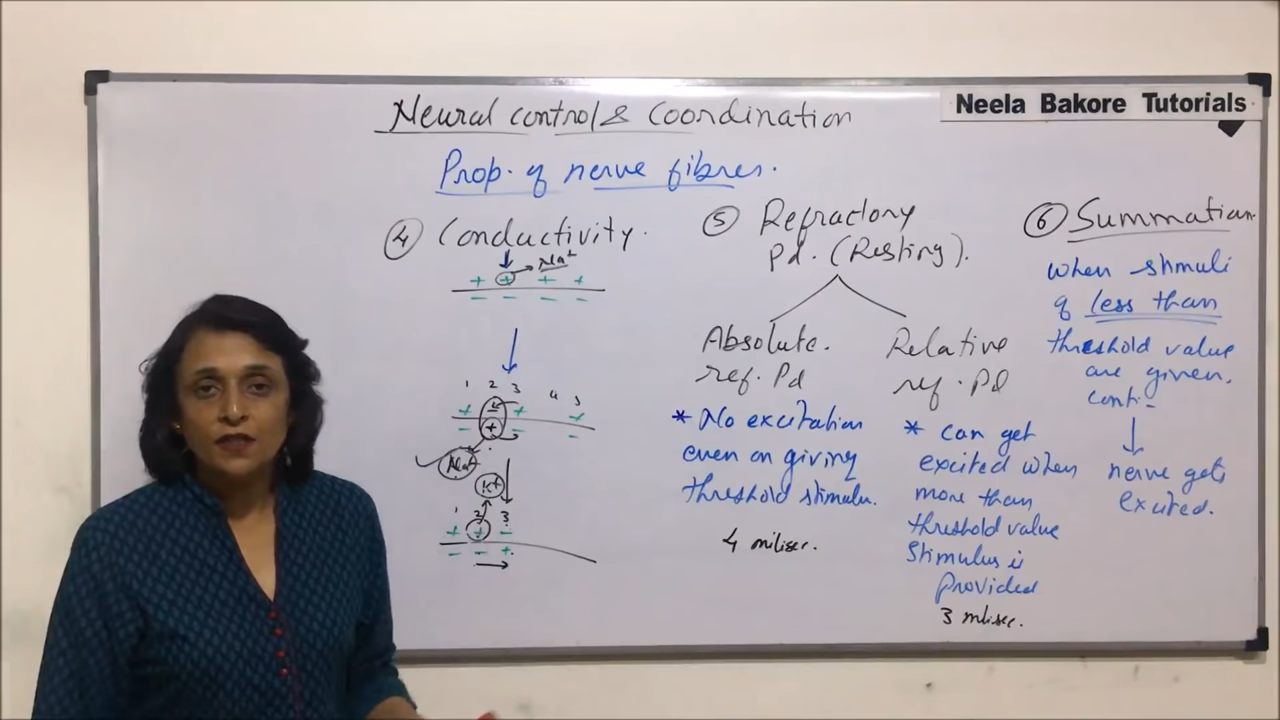 Neural control & Coordination
Neela Bakore Tutorials
Prop. of nerve fibres.
④ Conductivity.
Na+
+ + + +
− − − −
1 2 3 4 5
+ − + +
− + − −
Na+
K+
1 2 3
+ + −
− − +
⑤ Refractory
Pd. (Resting).
Absolute.
ref. Pd
* No excitation
even on giving
threshold stimulu.
4 milisec.
Relative
ref. Pd
* Can get
excited when
more than
threshold value
Stimulus is
Provided
3 milisec.
⑥ Summation
When stimuli
of less than
threshold value
are given.
conti-
nerve gets
excited.